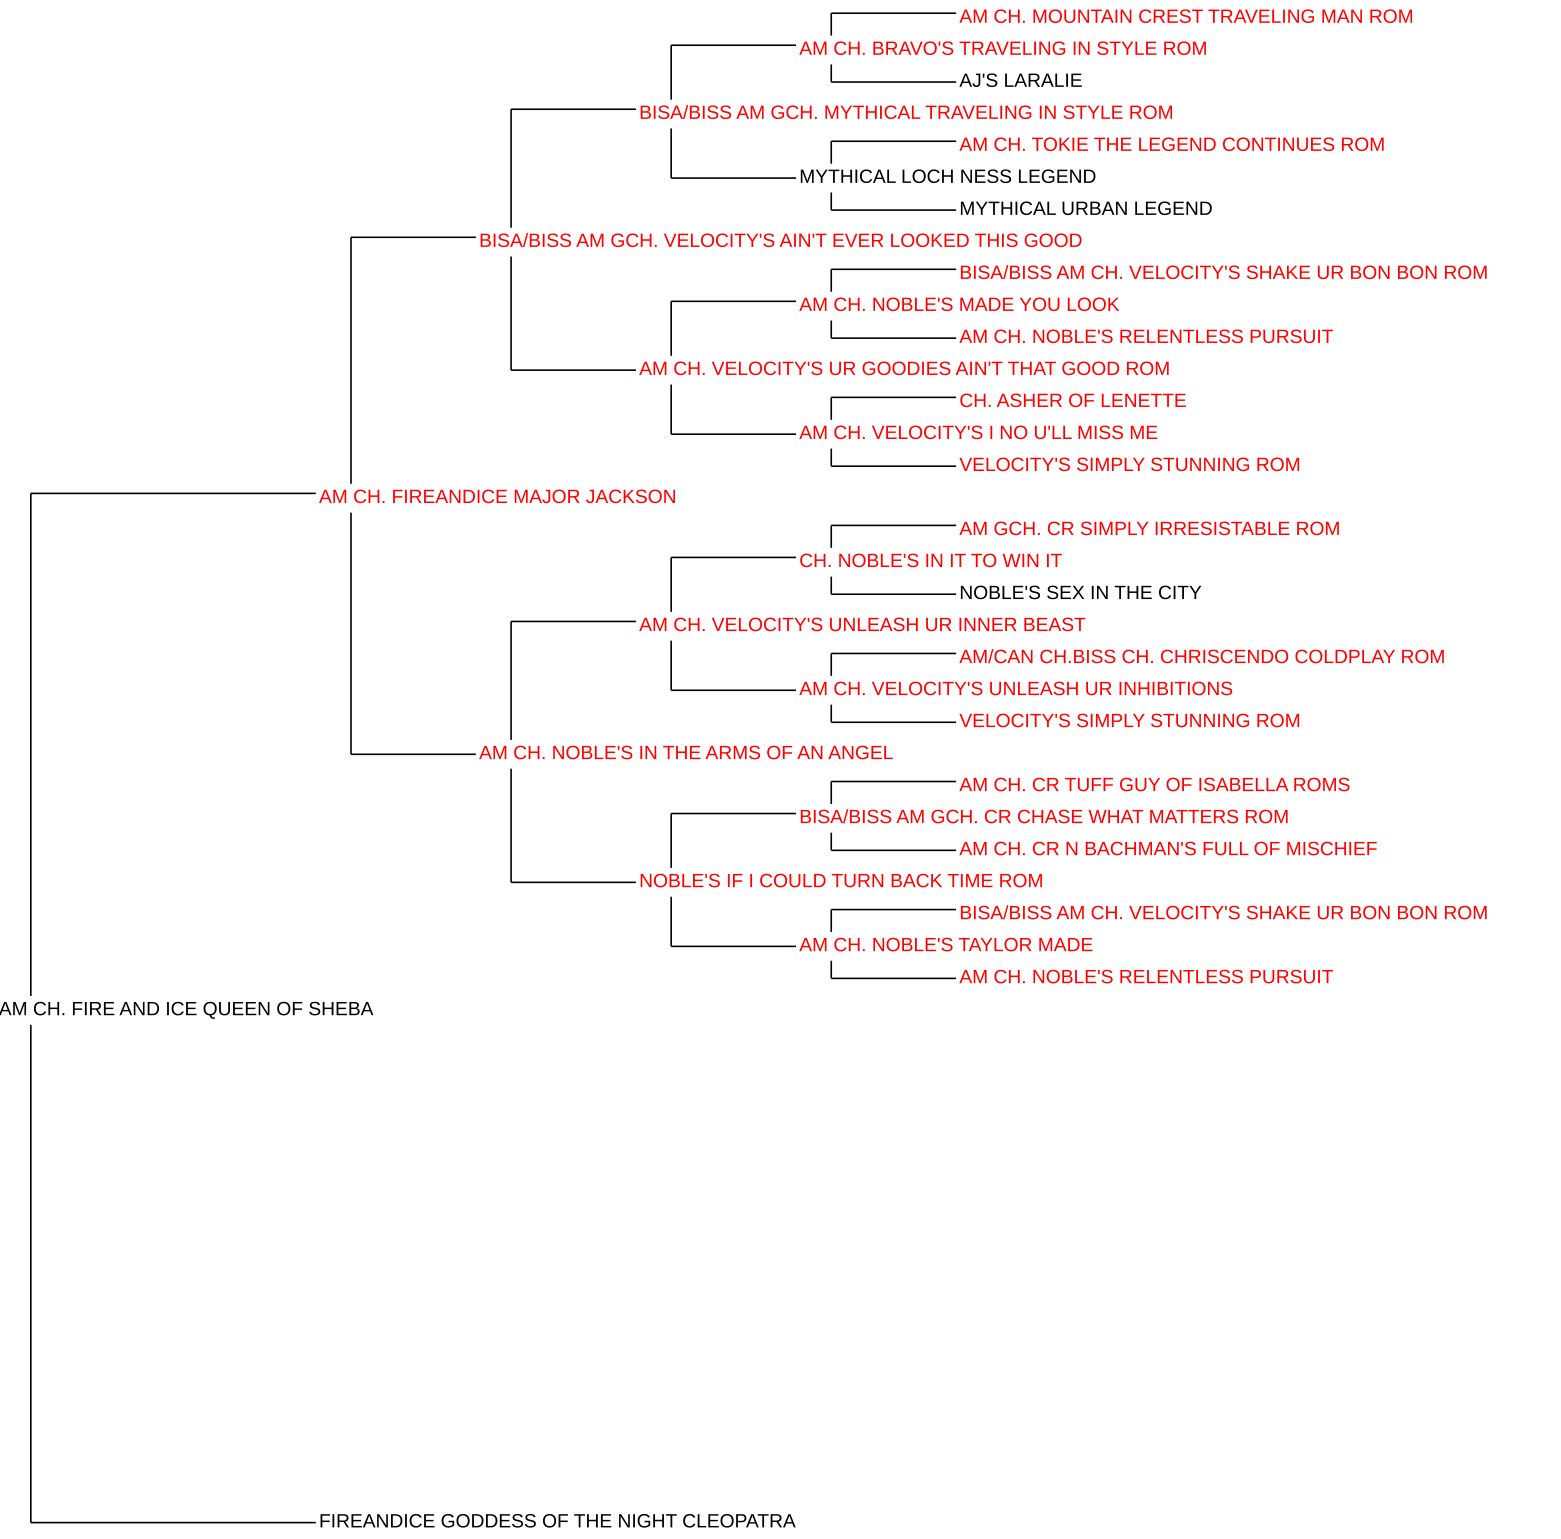 AM CH. MOUNTAIN CREST TRAVELING MAN ROM
AM CH. BRAVO'S TRAVELING IN STYLE ROM
AJ'S LARALIE
BISA/BISS AM GCH. MYTHICAL TRAVELING IN STYLE ROM
AM CH. TOKIE THE LEGEND CONTINUES ROM
MYTHICAL LOCH NESS LEGEND
MYTHICAL URBAN LEGEND
BISA/BISS AM GCH. VELOCITY'S AIN'T EVER LOOKED THIS GOOD
BISA/BISS AM CH. VELOCITY'S SHAKE UR BON BON ROM
AM CH. NOBLE'S MADE YOU LOOK
AM CH. NOBLE'S RELENTLESS PURSUIT
AM CH. VELOCITY'S UR GOODIES AIN'T THAT GOOD ROM
CH. ASHER OF LENETTE
AM CH. VELOCITY'S I NO U'LL MISS ME
VELOCITY'S SIMPLY STUNNING ROM
AM CH. FIREANDICE MAJOR JACKSON
AM GCH. CR SIMPLY IRRESISTABLE ROM
CH. NOBLE'S IN IT TO WIN IT
NOBLE'S SEX IN THE CITY
AM CH. VELOCITY'S UNLEASH UR INNER BEAST
AM/CAN CH.BISS CH. CHRISCENDO COLDPLAY ROM
AM CH. VELOCITY'S UNLEASH UR INHIBITIONS
VELOCITY'S SIMPLY STUNNING ROM
AM CH. NOBLE'S IN THE ARMS OF AN ANGEL
AM CH. CR TUFF GUY OF ISABELLA ROMS
BISA/BISS AM GCH. CR CHASE WHAT MATTERS ROM
AM CH. CR N BACHMAN'S FULL OF MISCHIEF
NOBLE'S IF I COULD TURN BACK TIME ROM
BISA/BISS AM CH. VELOCITY'S SHAKE UR BON BON ROM
AM CH. NOBLE'S TAYLOR MADE
AM CH. NOBLE'S RELENTLESS PURSUIT
AM CH. FIRE AND ICE QUEEN OF SHEBA
FIREANDICE GODDESS OF THE NIGHT CLEOPATRA